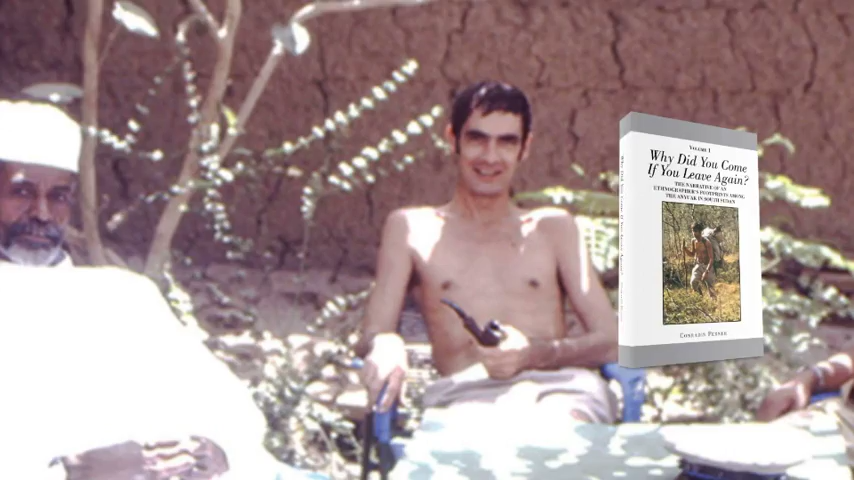 VOLUME I
Why Did You Come
If You Leave Again?
THE NARRATIVE OF AN
ETHNOGRAPHER'S FOOTPRINTS AMONG
THE ANYUAK IN SOUTH SUDAN
CONRADIN PERNER